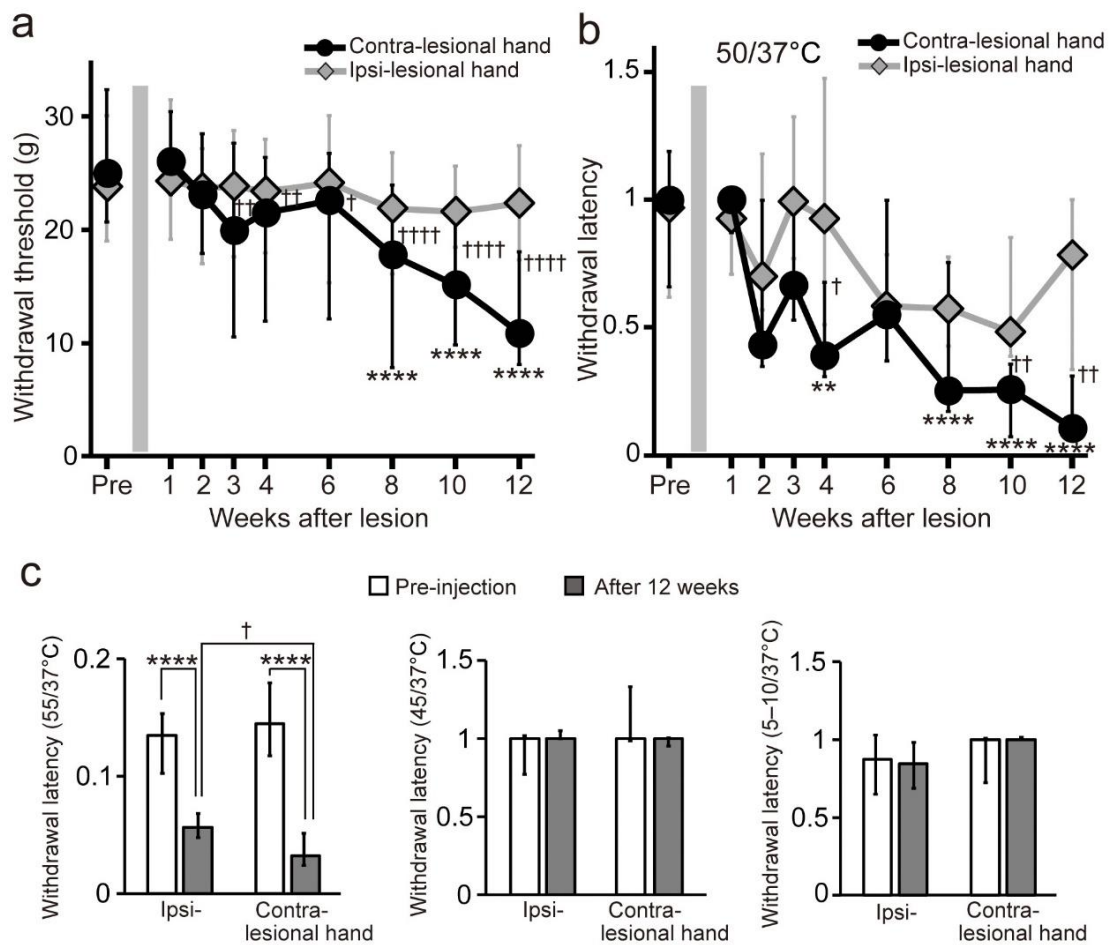 a
Contra-lesional hand
Ipsi-lesional hand
Withdrawal threshold (g)
30
20
10
0
††
††
†
††††
††††
††††
****
****
****
Pre
1
2
3
4
6
8
10
12
Weeks after lesion
b
50/37°C
Contra-lesional hand
Ipsi-lesional hand
Withdrawal latency
1.5
1
0.5
0
†
††
††
**
****
****
****
Pre
1
2
3
4
6
8
10
12
Weeks after lesion
c
Pre-injection
After 12 weeks
Withdrawal latency (55/37°C)
0.2
0.1
0
†
****
****
Ipsi-
Contra-
lesional hand
Withdrawal latency (45/37°C)
1.5
1
0.5
0
Ipsi-
Contra-
lesional hand
Withdrawal latency (5–10/37°C)
1.5
1
0.5
0
Ipsi-
Contra-
lesional hand